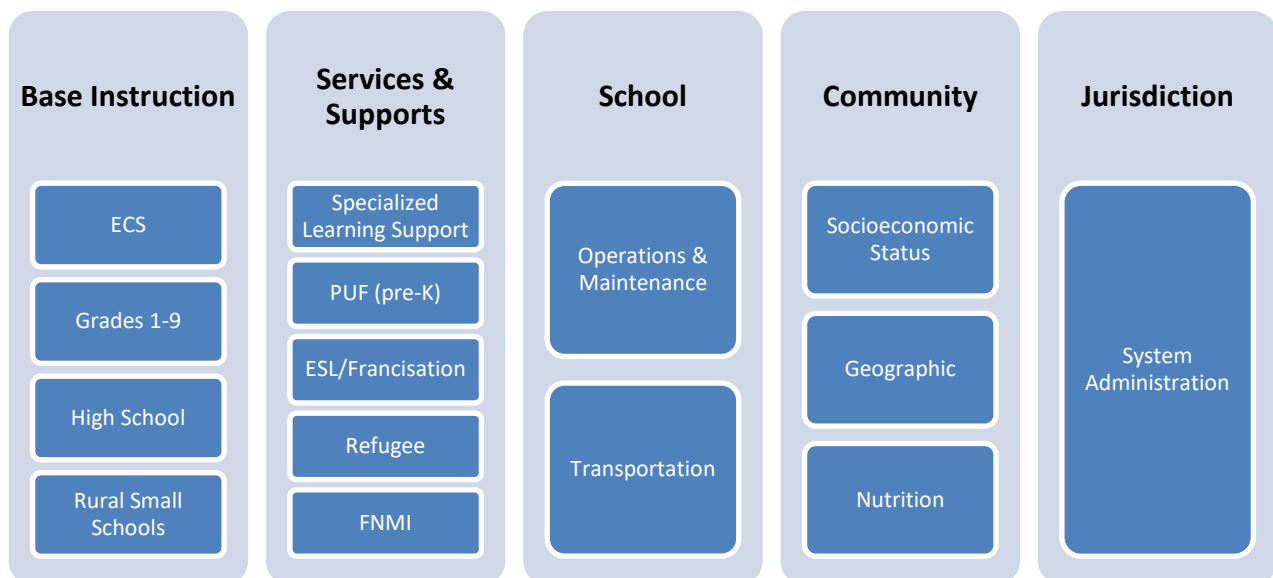 Base Instruction
ECS
Grades 1-9
High School
Rural Small
Schools
Services &
Supports
Specialized
Learning Support
PUF (pre-K)
ESL/Francisation
Refugee
FNMI
School
Operations &
Maintenance
Transportation
Community
Socioeconomic
Status
Geographic
Nutrition
Jurisdiction
System
Administration